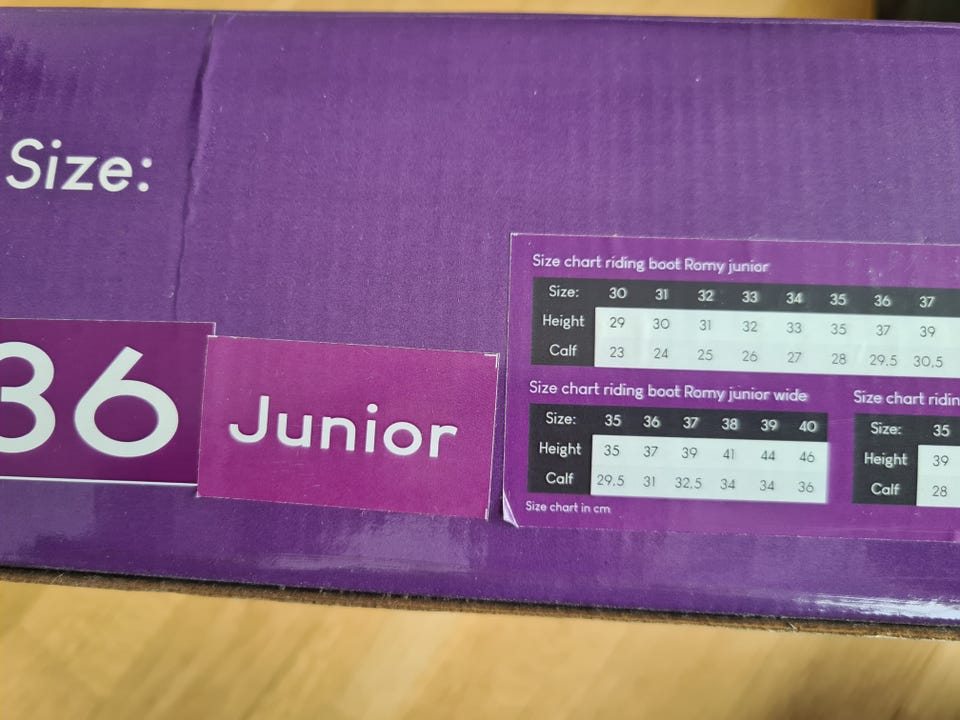 Size:
36
Junior
Size chart riding boot Romy junior
Size: 30 31 32 33 34 35 36 37
Height 29 30 31 32 33 35 37 39
Calf 23 24 25 26 27 28 29,5 30,5
Size chart riding boot Romy junior wide
Size: 35 36 37 38 39 40
Height 35 37 39 41 44 46
Calf 29,5 31 32,5 34 34 36
Size chart in cm
Size chart
Size: 35
Height 39
Calf 28